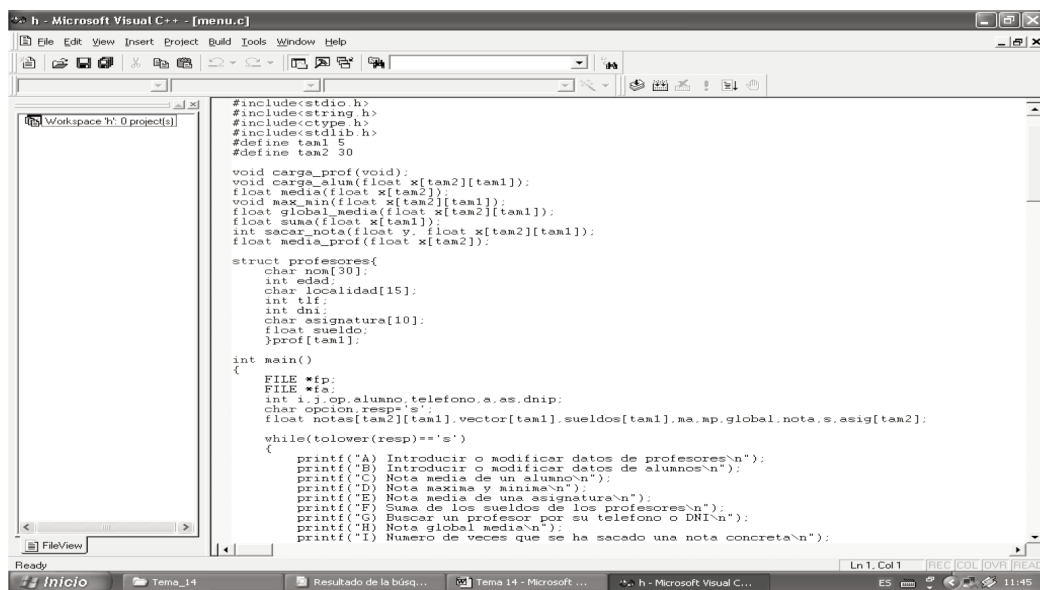 h - Microsoft Visual C++ - [menu.c]
File Edit View Insert Project Build Tools Window Help
Workspace 'h': 0 project(s)
#include<stdio.h>
#include<string.h>
#include<ctype.h>
#include<stdlib.h>
#define tam1 5
#define tam2 30
void carga_prof(void);
void carga_alum(float x[tam2][tam1]);
float media(float x[tam2]);
void max_min(float x[tam2][tam1]);
float global_media(float x[tam2][tam1]);
float suma(float x[tam1]);
int sacar_nota(float y, float x[tam2][tam1]);
float media_prof(float x[tam2]);
struct profesores{
char nom[30];
int edad;
char localidad[15];
int tlf;
int dni;
char asignatura[10];
float sueldo;
}prof[tam1];
int main()
{
FILE *fp;
FILE *fa;
int i,j,op,alumno,telefono,a,as,dnip;
char opcion,resp='s';
float notas[tam2][tam1],vector[tam1],sueldos[tam1],ma,mp,global,nota,s,asig[tam2];
while(tolower(resp)=='s')
{
printf("A) Introducir o modificar datos de profesores\n");
printf("B) Introducir o modificar datos de alumnos\n");
printf("C) Nota media de un alumno\n");
printf("D) Nota maxima y minima\n");
printf("E) Nota media de una asignatura\n");
printf("F) Suma de los sueldos de los profesores\n");
printf("G) Buscar un profesor por su telefono o DNI\n");
printf("H) Nota global media\n");
printf("I) Numero de veces que se ha sacado una nota concreta\n");
FileView
Ready
Ln 1, Col 1 REC COL OVR READ
Inicio Tema_14 Resultado de la búsq... Tema 14 - Microsoft ... h - Microsoft Visual C... ES 11:45